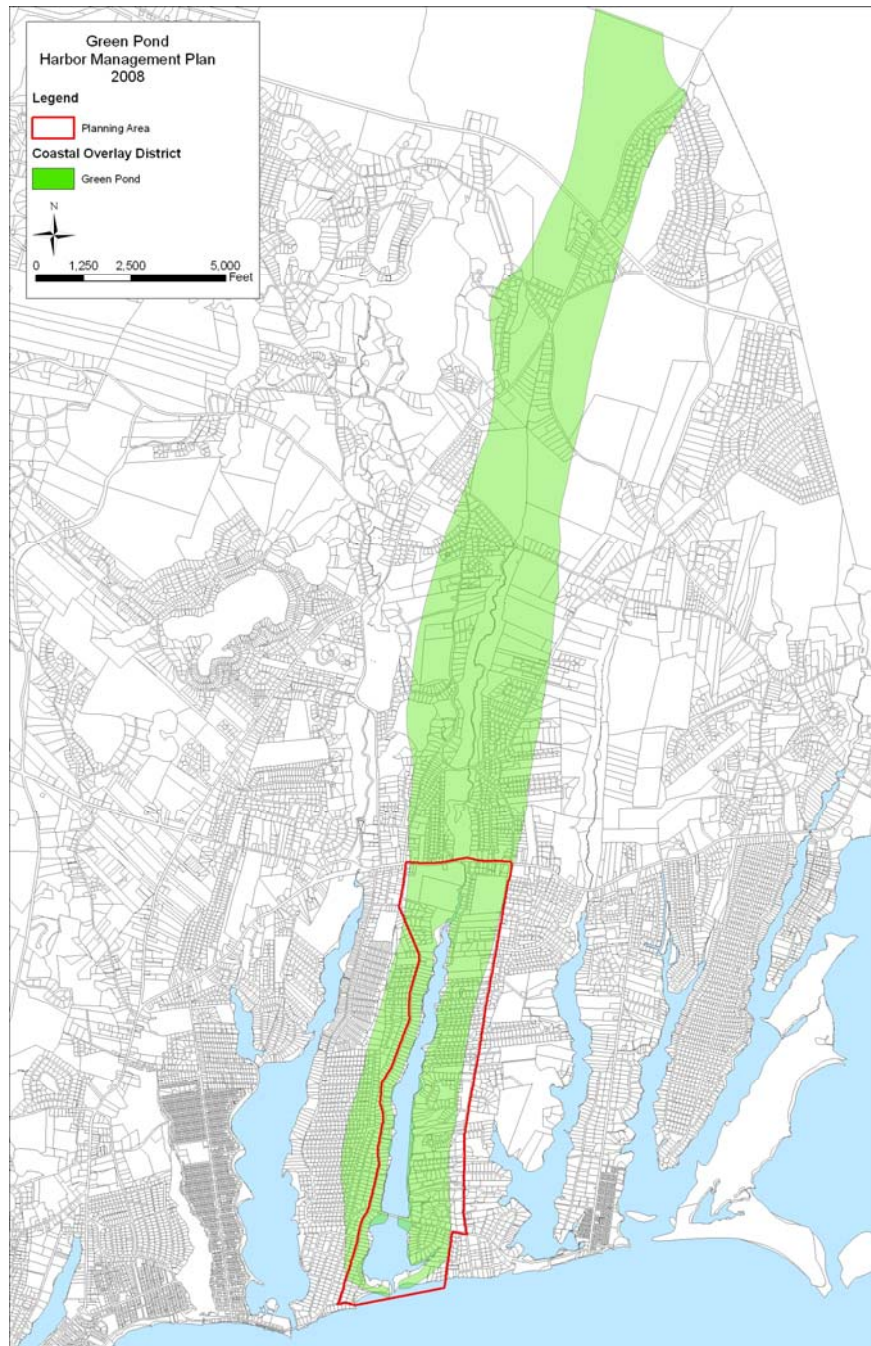 Green Pond
Harbor Management Plan
2008
Legend
Planning Area
Coastal Overlay District
Green Pond
N
0 1,250 2,500 5,000
Feet